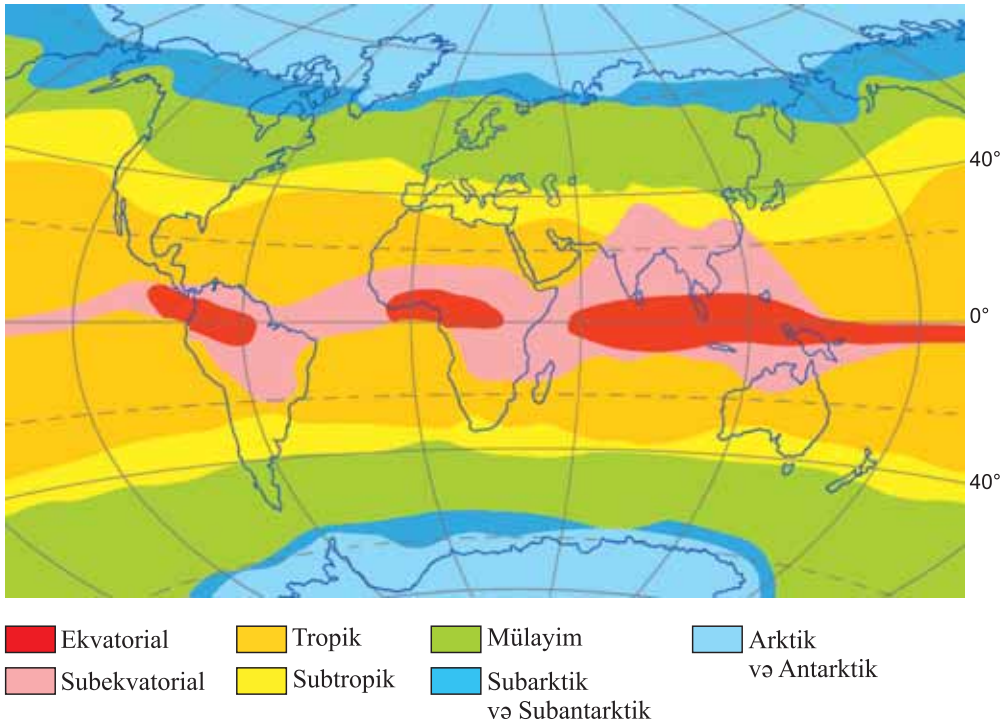 40°
0°
40°
Ekvatorial
Tropik
Mülayim
Arktik
və Antarktik
Subekvatorial
Subtropik
Subarktik
və Subantarktik